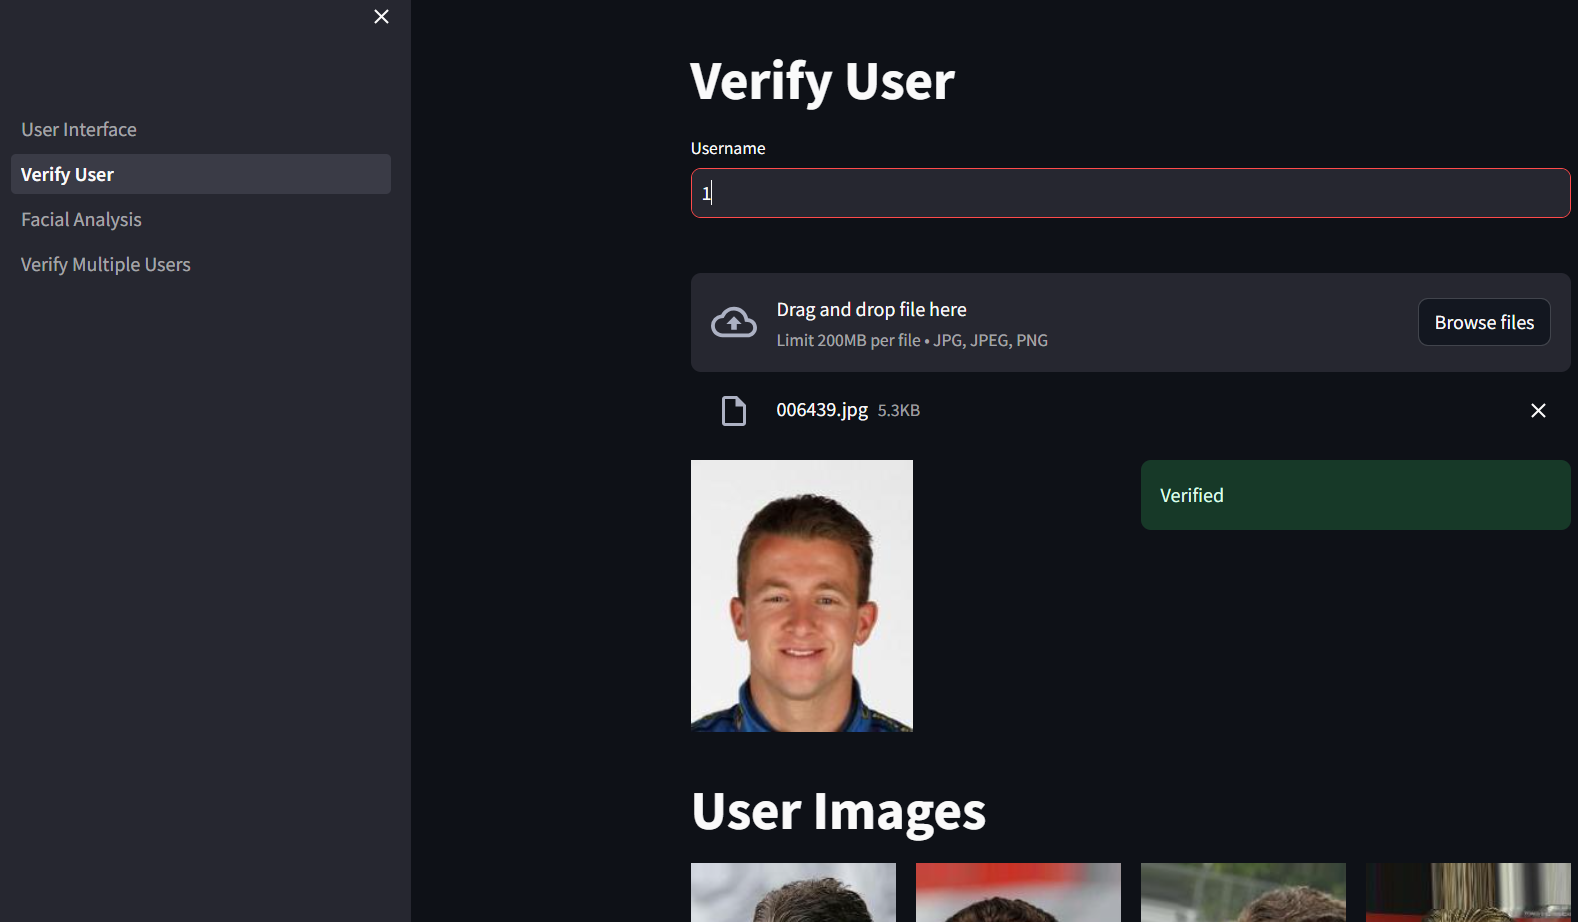 User Interface
Verify User
Facial Analysis
Verify Multiple Users
Verify User
Username
1
Drag and drop file here
Limit 200MB per file • JPG, JPEG, PNG
Browse files
006439.jpg 5.3KB
Verified
User Images